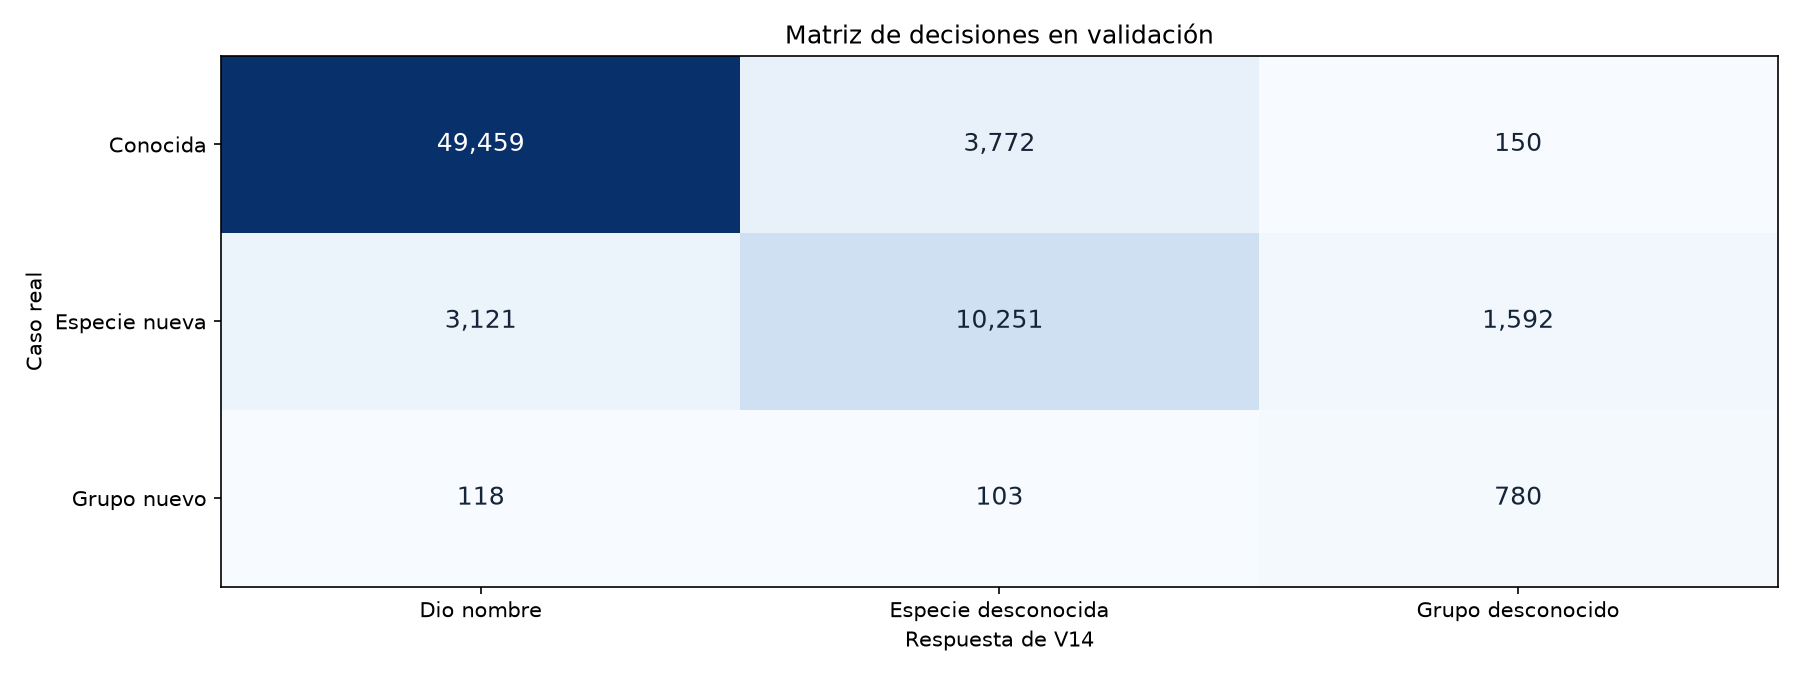 Matriz de decisiones en validación
Caso real
Conocida 49,459 3,772 150
Especie nueva 3,121 10,251 1,592
Grupo nuevo 118 103 780
Dio nombre Especie desconocida Grupo desconocido
Respuesta de V14